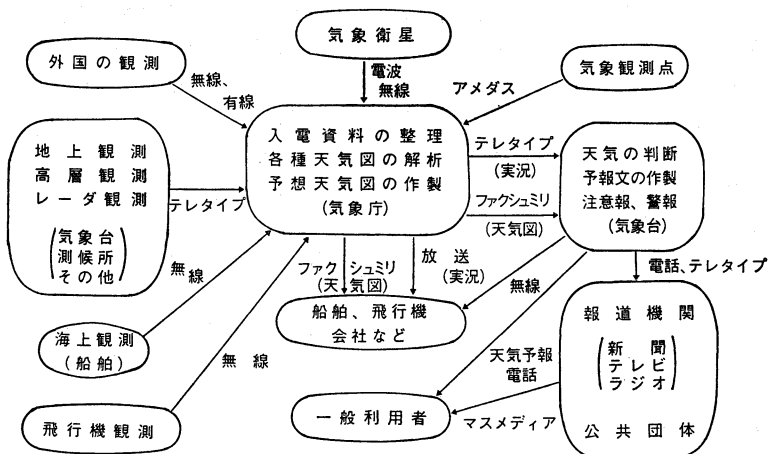 気象衛星
外国の観測
気象観測点
無線、
有線
電波
無線
アメダス
入電資料の整理
各種天気図の解析
予想天気図の作製
(気象庁)
地上観測
高層観測
レーダ観測
(気象台
測候所
その他)
テレタイプ
テレタイプ
(実況)
ファクシュミリ
(天気図)
天気の判断
予報文の作製
注意報、警報
(気象台)
無線
ファクシュミリ
(天気図)
放送
(実況)
無線
電話、テレタイプ
海上観測
(船舶)
船舶、飛行機
会社など
報道機関
(新聞
テレビ
ラジオ)
公共団体
無線
天気予報
電話
飛行機観測
一般利用者
マスメディア